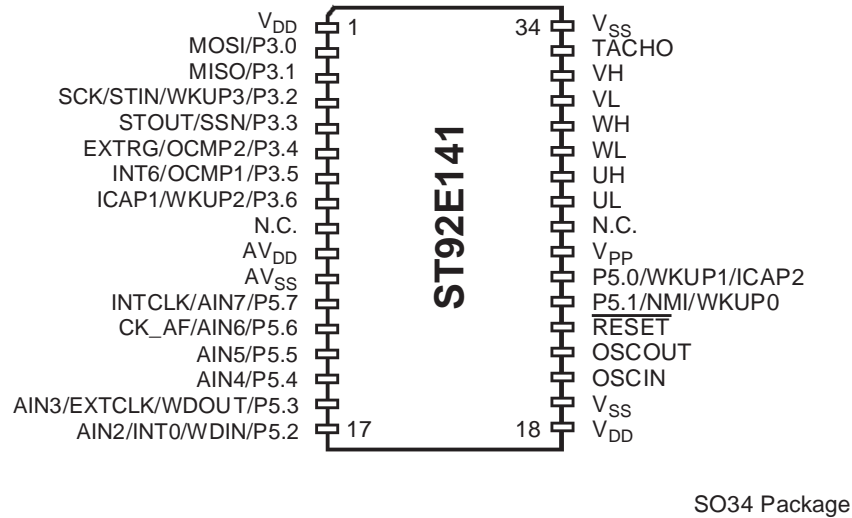 VDD 1
MOSI/P3.0
MISO/P3.1
SCK/STIN/WKUP3/P3.2
STOUT/SSN/P3.3
EXTRG/OCMP2/P3.4
INT6/OCMP1/P3.5
ICAP1/WKUP2/P3.6
N.C.
AVDD
AVSS
INTCLK/AIN7/P5.7
CK_AF/AIN6/P5.6
AIN5/P5.5
AIN4/P5.4
AIN3/EXTCLK/WDOUT/P5.3
AIN2/INT0/WDIN/P5.2 17
ST92E141
34 VSS
TACHO
VH
VL
WH
WL
UH
UL
N.C.
VPP
P5.0/WKUP1/ICAP2
P5.1/NMI/WKUP0
RESET
OSCOUT
OSCIN
VSS
18 VDD
SO34 Package